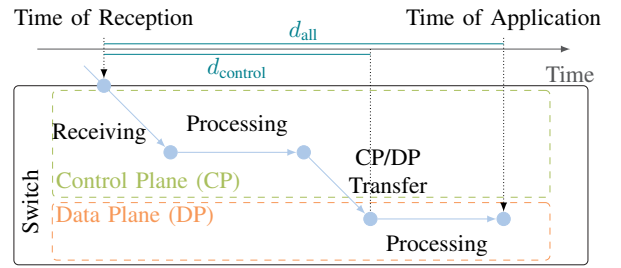 Time of Reception
Time of Application
d_all
d_control
Time
Receiving
Processing
CP/DP
Transfer
Control Plane (CP)
Switch
Data Plane (DP)
Processing